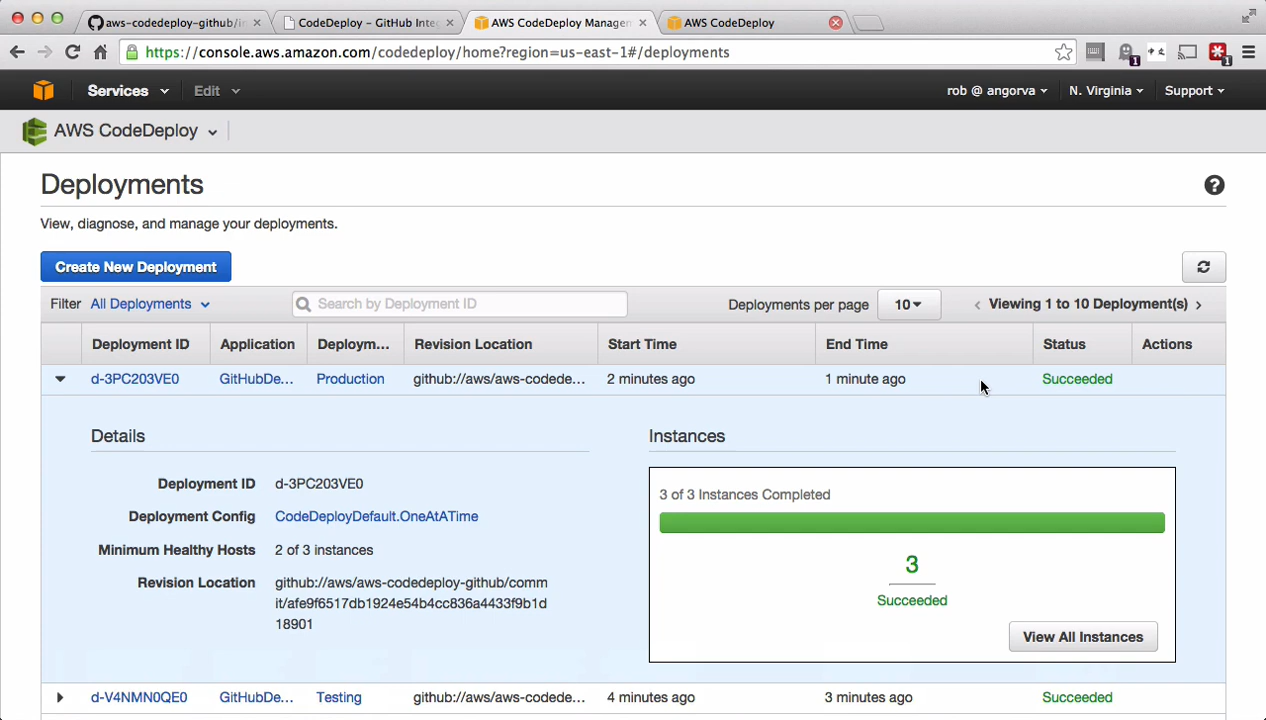 aws-codedeploy-github/in
CodeDeploy – GitHub Integ
AWS CodeDeploy Managem
AWS CodeDeploy
https://console.aws.amazon.com/codedeploy/home?region=us-east-1#/deployments
1
1
Services Edit rob @ angorva N. Virginia Support
AWS CodeDeploy
Deployments
View, diagnose, and manage your deployments.
Create New Deployment
Filter All Deployments Search by Deployment ID Deployments per page 10 Viewing 1 to 10 Deployment(s)
Deployment ID Application Deploym... Revision Location Start Time End Time Status Actions
d-3PC203VE0 GitHubDe... Production github://aws/aws-codede... 2 minutes ago 1 minute ago Succeeded
Details
Deployment ID d-3PC203VE0
Deployment Config CodeDeployDefault.OneAtATime
Minimum Healthy Hosts 2 of 3 instances
Revision Location github://aws/aws-codedeploy-github/comm
it/afe9f6517db1924e54b4cc836a4433f9b1d
18901
Instances
3 of 3 Instances Completed
3
Succeeded
View All Instances
d-V4NMN0QE0 GitHubDe... Testing github://aws/aws-codede... 4 minutes ago 3 minutes ago Succeeded